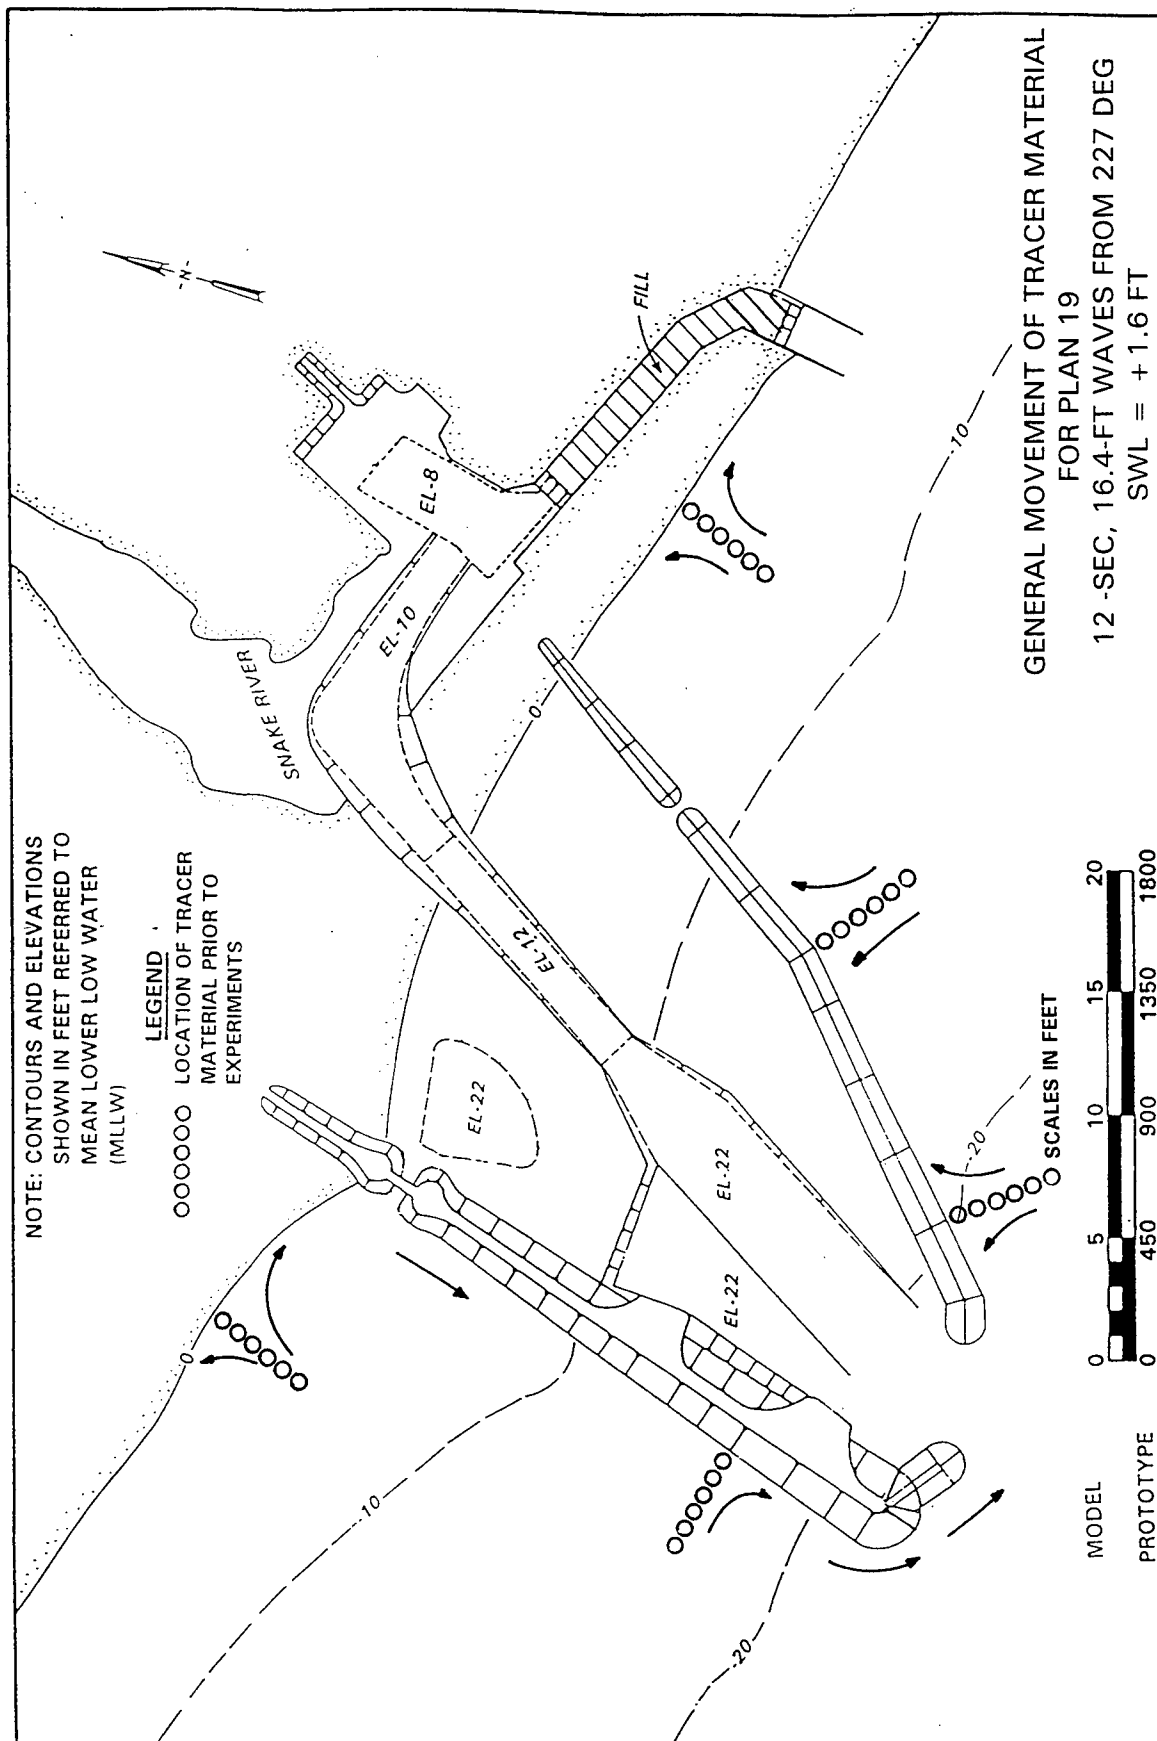 NOTE: CONTOURS AND ELEVATIONS
SHOWN IN FEET REFERRED TO
MEAN LOWER LOW WATER
(MLLW)
LEGEND
LOCATION OF TRACER
MATERIAL PRIOR TO
EXPERIMENTS
-N-
SNAKE RIVER
EL-8
EL-10
FILL
EL-12
EL-22
EL-22
EL-22
0
0
-10
-10
-20
-20
SCALES IN FEET
MODEL 0 5 10 15 20
PROTOTYPE 0 450 900 1350 1800
GENERAL MOVEMENT OF TRACER MATERIAL
FOR PLAN 19
12 -SEC, 16.4-FT WAVES FROM 227 DEG
SWL = + 1.6 FT